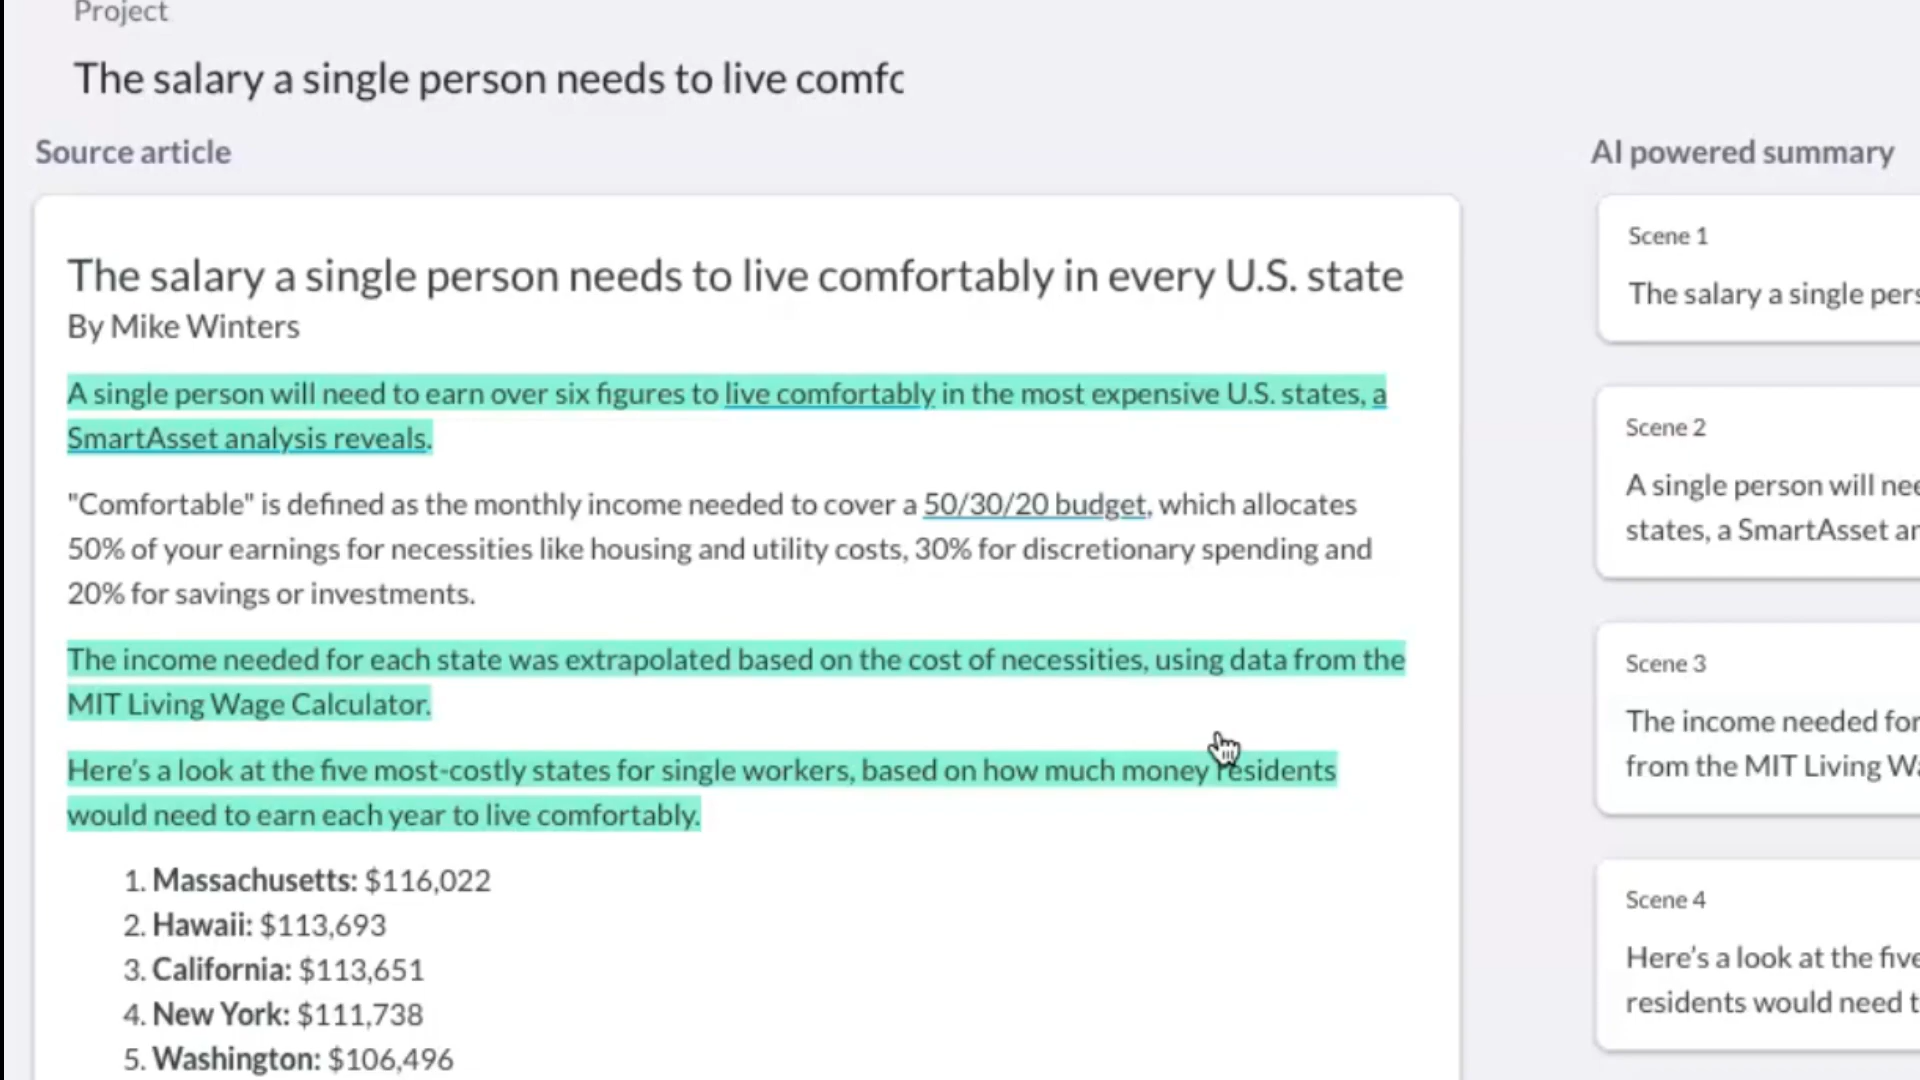 Project
The salary a single person needs to live comfc
Source article
The salary a single person needs to live comfortably in every U.S. state
By Mike Winters
A single person will need to earn over six figures to live comfortably in the most expensive U.S. states, a
SmartAsset analysis reveals.
"Comfortable" is defined as the monthly income needed to cover a 50/30/20 budget, which allocates
50% of your earnings for necessities like housing and utility costs, 30% for discretionary spending and
20% for savings or investments.
The income needed for each state was extrapolated based on the cost of necessities, using data from the
MIT Living Wage Calculator.
Here's a look at the five most-costly states for single workers, based on how much money residents
would need to earn each year to live comfortably.
1. Massachusetts: $116,022
2. Hawaii: $113,693
3. California: $113,651
4. New York: $111,738
5. Washington: $106,496
AI powered summary
Scene 1
The salary a single pers
Scene 2
A single person will nee
states, a SmartAsset an
Scene 3
The income needed for
from the MIT Living Wa
Scene 4
Here's a look at the five
residents would need t